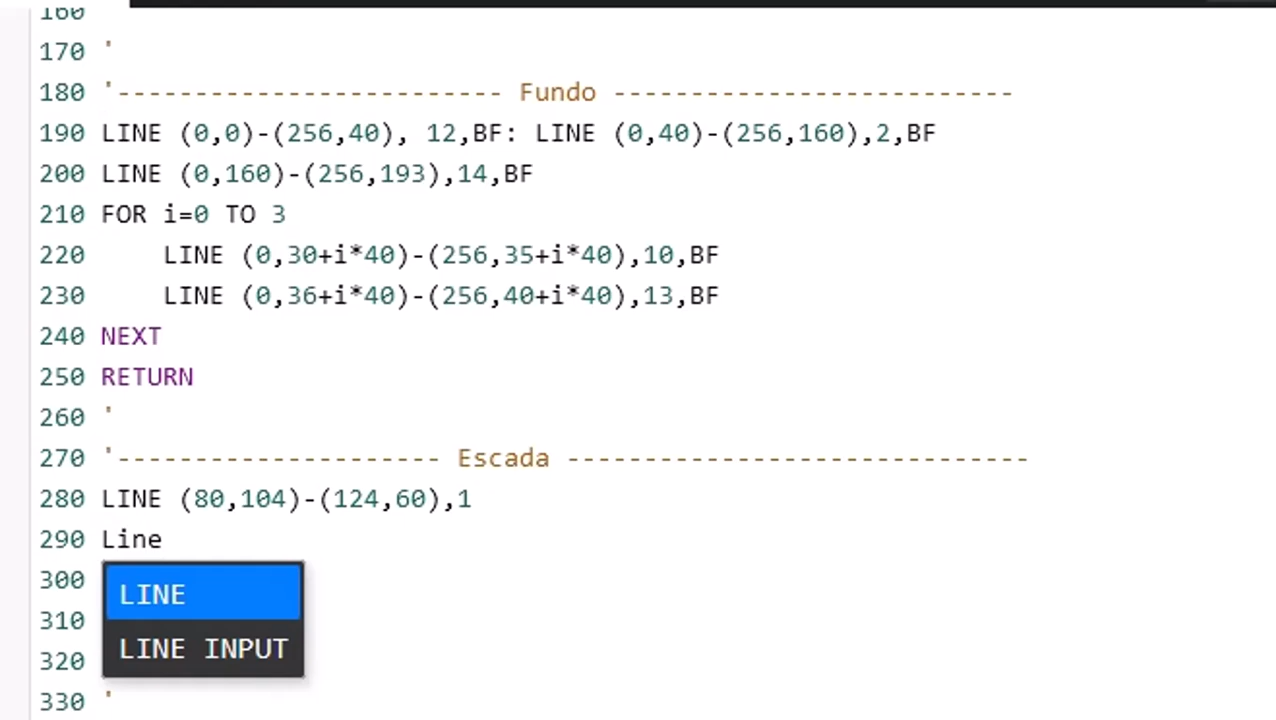 160
170 '
180 '------------------------- Fundo --------------------------
190 LINE (0,0)-(256,40), 12,BF: LINE (0,40)-(256,160),2,BF
200 LINE (0,160)-(256,193),14,BF
210 FOR i=0 TO 3
220     LINE (0,30+i*40)-(256,35+i*40),10,BF
230     LINE (0,36+i*40)-(256,40+i*40),13,BF
240 NEXT
250 RETURN
260 '
270 '--------------------- Escada ------------------------------
280 LINE (80,104)-(124,60),1
290 Line
300
LINE
310
LINE INPUT
320
330 '